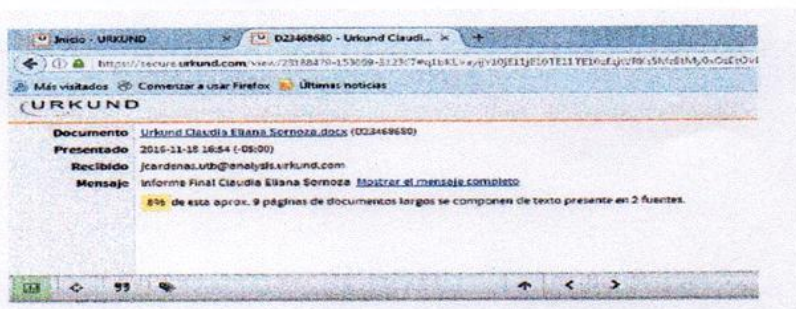 Inicio - URKUND
D23468680 - Urkund Claudi...
Más visitados Comenzar a usar Firefox Últimas noticias
URKUND
Documento Urkund Claudia Eliana Sornoza.docx (D23468680)
Presentado 2016-11-18 16:54 (-05:00)
Recibido jcardenas.utb@analysis.urkund.com
Mensaje Informe Final Claudia Eliana Sornoza Mostrar el mensaje completo
8% de esta aprox. 9 páginas de documentos largos se componen de texto presente en 2 fuentes.